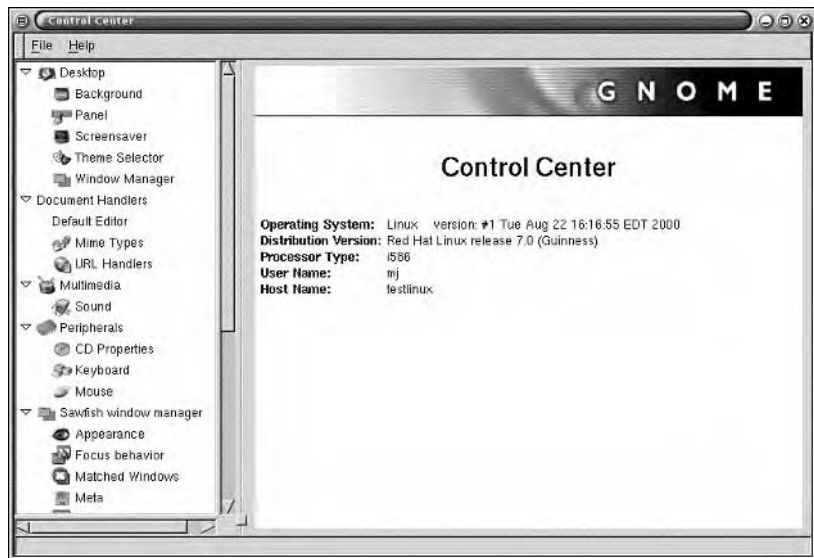 Control Center
File Help
Desktop
Background
Panel
Screensaver
Theme Selector
Window Manager
Document Handlers
Default Editor
Mime Types
URL Handlers
Multimedia
Sound
Peripherals
CD Properties
Keyboard
Mouse
Sawfish window manager
Appearance
Focus behavior
Matched Windows
Meta
GNOME
Control Center
Operating System: Linux version: #1 Tue Aug 22 16:16:55 EDT 2000
Distribution Version: Red Hat Linux release 7.0 (Guinness)
Processor Type: i586
User Name: mj
Host Name: testlinux